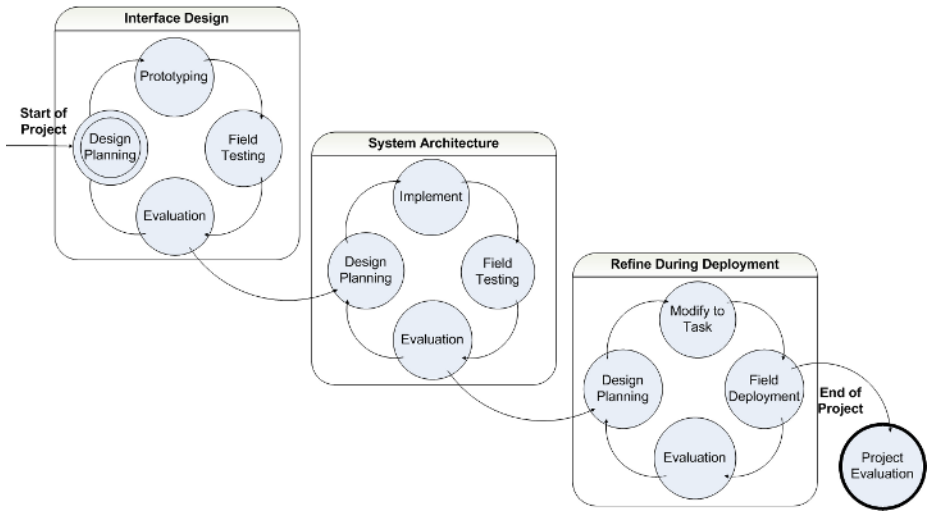 Interface Design
Prototyping
Start of
Project
Design
Planning
Field
Testing
Evaluation
System Architecture
Implement
Design
Planning
Field
Testing
Evaluation
Refine During Deployment
Modify to
Task
Design
Planning
Field
Deployment
Evaluation
End of
Project
Project
Evaluation